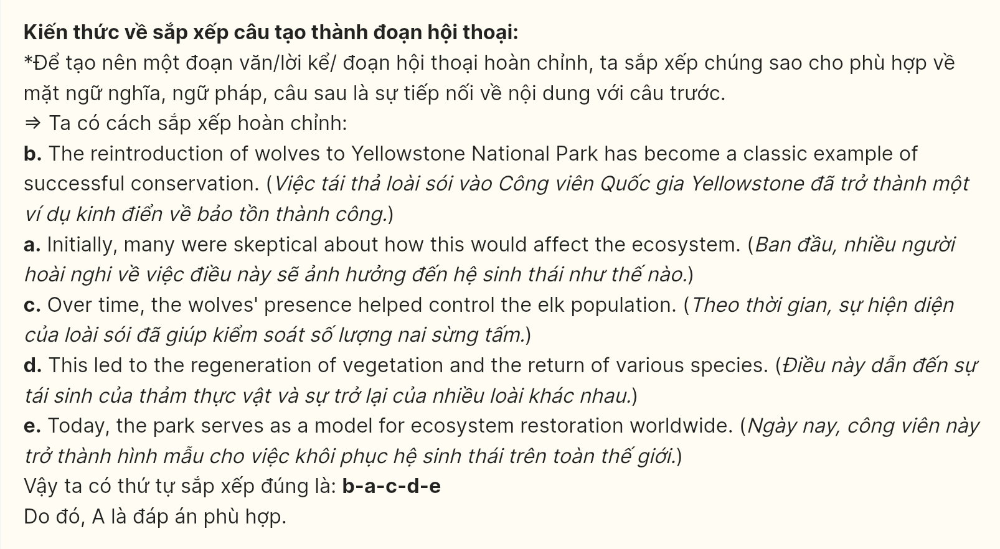 Kiến thức về sắp xếp câu tạo thành đoạn hội thoại:
*Để tạo nên một đoạn văn/lời kể/ đoạn hội thoại hoàn chỉnh, ta sắp xếp chúng sao cho phù hợp về
mặt ngữ nghĩa, ngữ pháp, câu sau là sự tiếp nối về nội dung với câu trước.
⇒ Ta có cách sắp xếp hoàn chỉnh:
b. The reintroduction of wolves to Yellowstone National Park has become a classic example of
successful conservation. (Việc tái thả loài sói vào Công viên Quốc gia Yellowstone đã trở thành một
ví dụ kinh điển về bảo tồn thành công.)
a. Initially, many were skeptical about how this would affect the ecosystem. (Ban đầu, nhiều người
hoài nghi về việc điều này sẽ ảnh hưởng đến hệ sinh thái như thế nào.)
c. Over time, the wolves' presence helped control the elk population. (Theo thời gian, sự hiện diện
của loài sói đã giúp kiểm soát số lượng nai sừng tấm.)
d. This led to the regeneration of vegetation and the return of various species. (Điều này dẫn đến sự
tái sinh của thảm thực vật và sự trở lại của nhiều loài khác nhau.)
e. Today, the park serves as a model for ecosystem restoration worldwide. (Ngày nay, công viên này
trở thành hình mẫu cho việc khôi phục hệ sinh thái trên toàn thế giới.)
Vậy ta có thứ tự sắp xếp đúng là: b-a-c-d-e
Do đó, A là đáp án phù hợp.